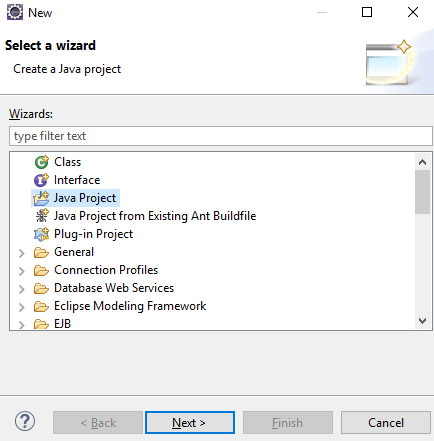 New
Select a wizard
Create a Java project
Wizards:
type filter text
Class
Interface
Java Project
Java Project from Existing Ant Buildfile
Plug-in Project
General
Connection Profiles
Database Web Services
Eclipse Modeling Framework
EJB
?
< Back
Next >
Finish
Cancel